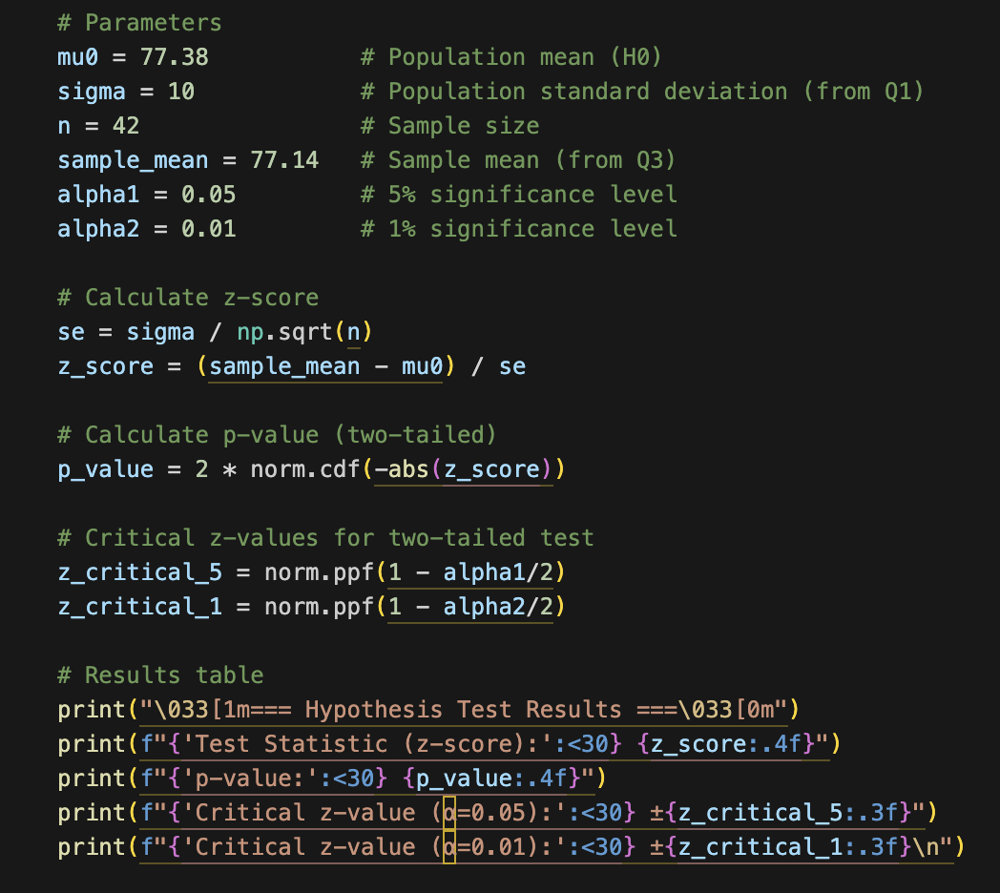 # Parameters
mu0 = 77.38           # Population mean (H0)
sigma = 10            # Population standard deviation (from Q1)
n = 42                # Sample size
sample_mean = 77.14   # Sample mean (from Q3)
alpha1 = 0.05         # 5% significance level
alpha2 = 0.01         # 1% significance level

# Calculate z-score
se = sigma / np.sqrt(n)
z_score = (sample_mean - mu0) / se

# Calculate p-value (two-tailed)
p_value = 2 * norm.cdf(-abs(z_score))

# Critical z-values for two-tailed test
z_critical_5 = norm.ppf(1 - alpha1/2)
z_critical_1 = norm.ppf(1 - alpha2/2)

# Results table
print("\033[1m=== Hypothesis Test Results ===\033[0m")
print(f"{'Test Statistic (z-score):':<30} {z_score:.4f}")
print(f"{'p-value:':<30} {p_value:.4f}")
print(f"{'Critical z-value (α=0.05):':<30} ±{z_critical_5:.3f}")
print(f"{'Critical z-value (α=0.01):':<30} ±{z_critical_1:.3f}\n")